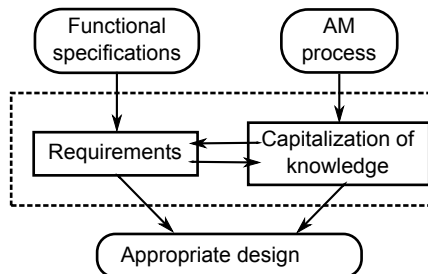 Functional
specifications
AM
process
Requirements
Capitalization of
knowledge
Appropriate design